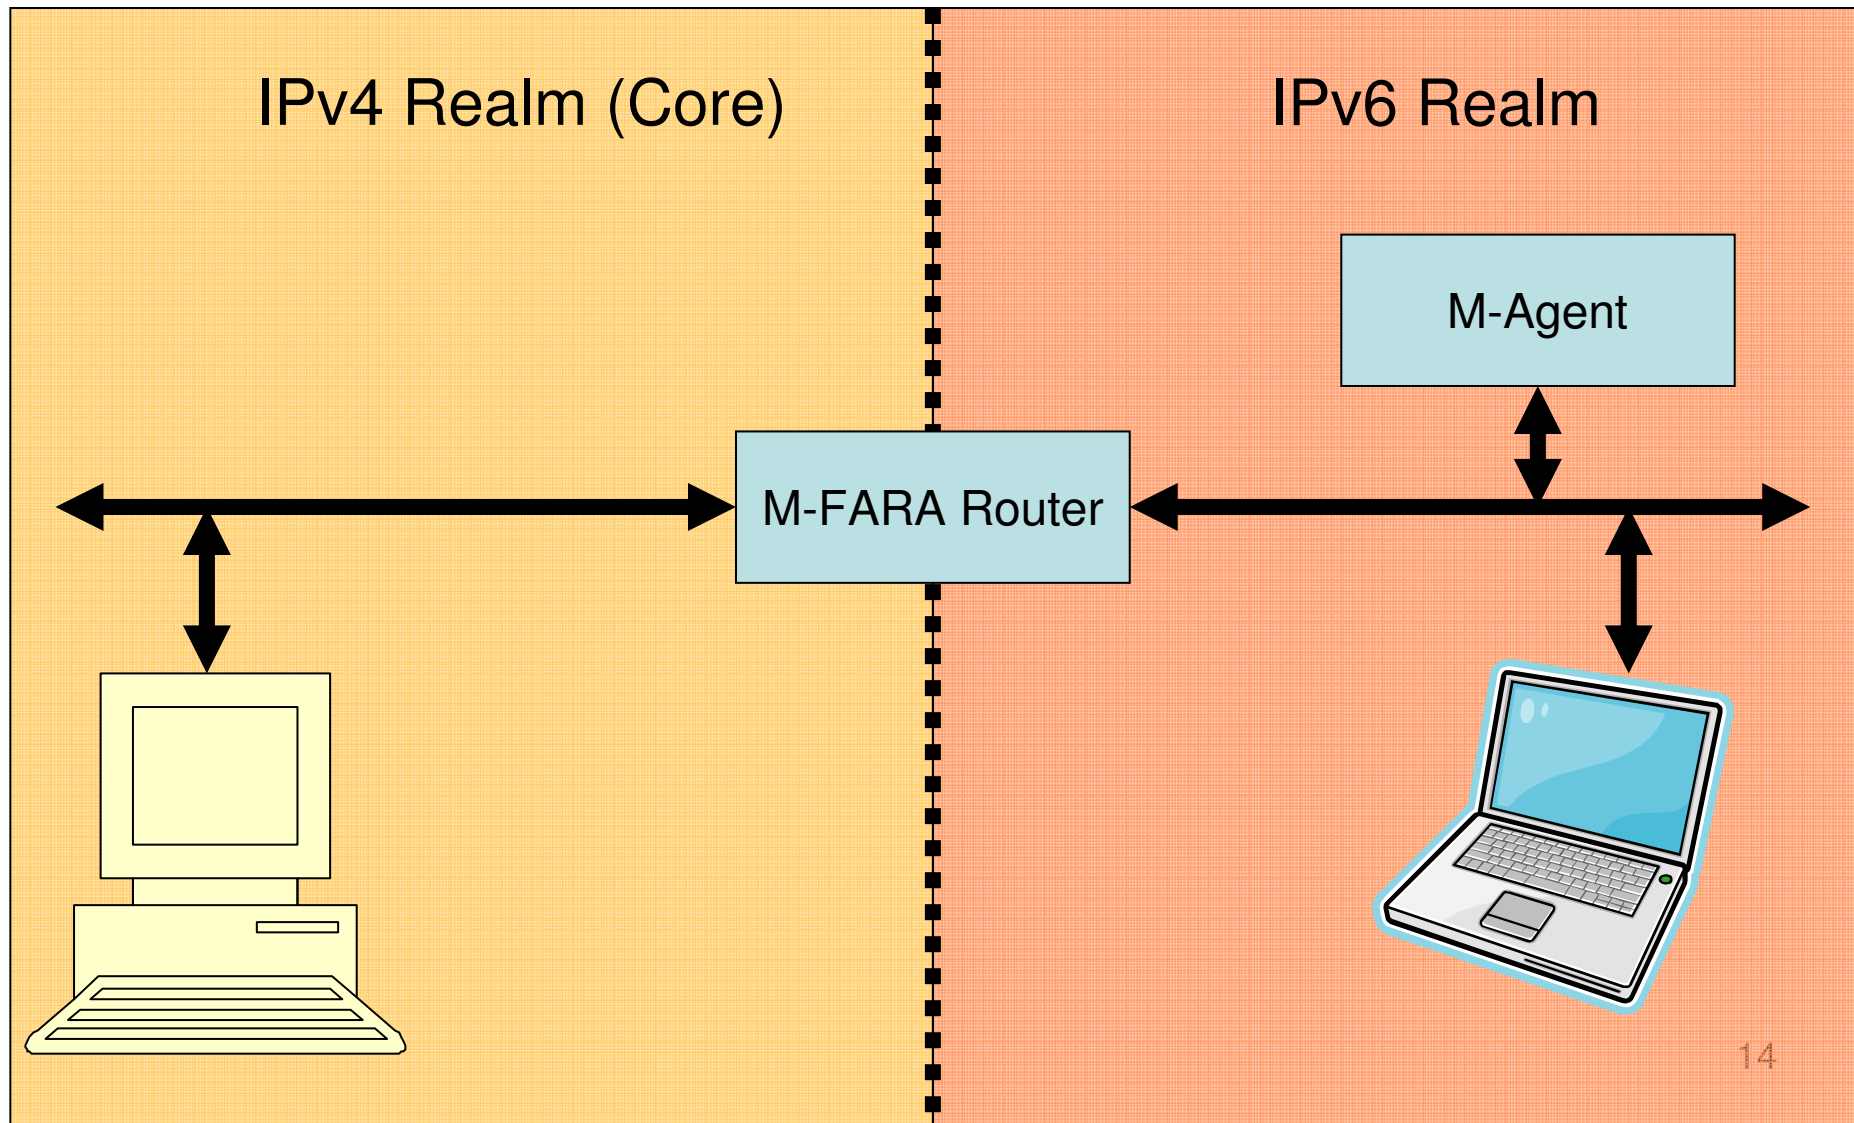 IPv4 Realm (Core)
IPv6 Realm
M-Agent
M-FARA Router
14